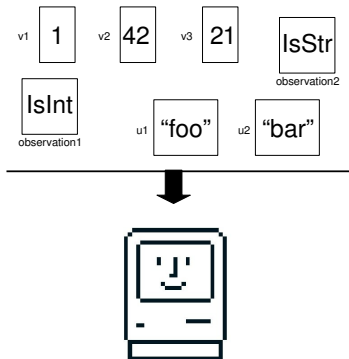 v1 1 v2 42 v3 21
IsStr
observation2
IsInt
observation1
u1 “foo” u2 “bar”